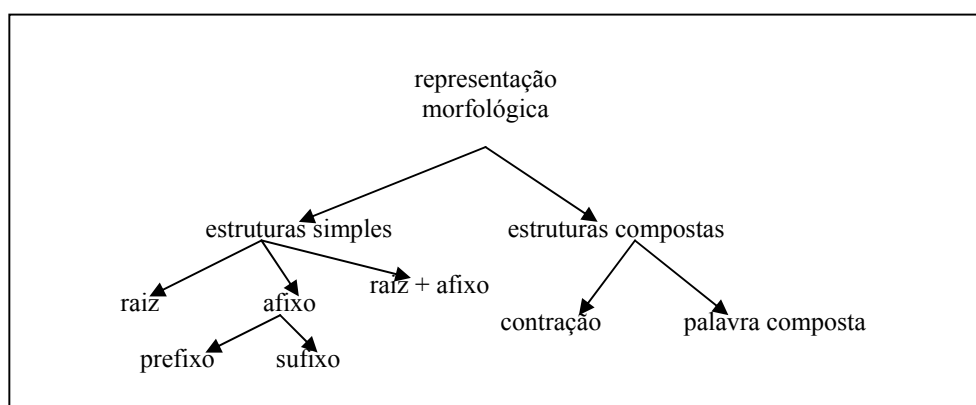 representação
morfológica
estruturas simples
estruturas compostas
raiz
afixo
raiz + afixo
contração
palavra composta
prefixo
sufixo